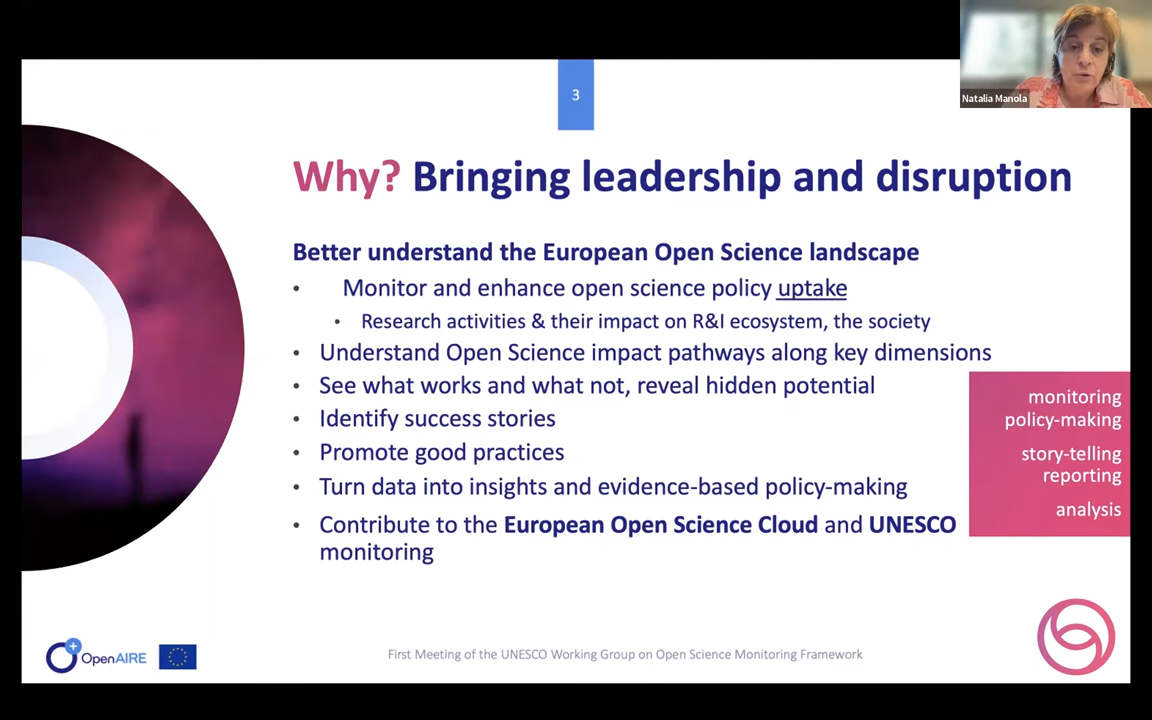 Natalia Manola
3
Why? Bringing leadership and disruption
Better understand the European Open Science landscape
• Monitor and enhance open science policy uptake
• Research activities & their impact on R&I ecosystem, the society
• Understand Open Science impact pathways along key dimensions
• See what works and what not, reveal hidden potential
• Identify success stories
• Promote good practices
• Turn data into insights and evidence-based policy-making
• Contribute to the European Open Science Cloud and UNESCO
monitoring
monitoring
policy-making
story-telling
reporting
analysis
OpenAIRE
First Meeting of the UNESCO Working Group on Open Science Monitoring Framework